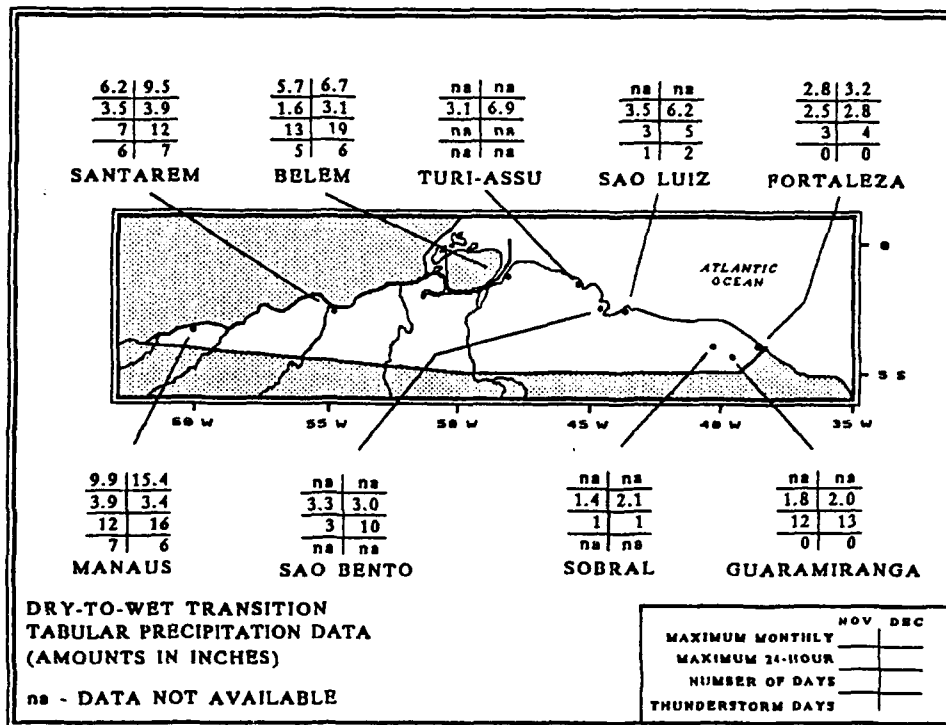 6.2 9.5
3.5 3.9
7 12
6 7
SANTAREM
5.7 6.7
1.6 3.1
13 19
5 6
BELEM
na na
3.1 6.9
na na
na na
TURI-ASSU
na na
3.5 6.2
3 5
1 2
SAO LUIZ
2.8 3.2
2.5 2.8
3 4
0 0
FORTALEZA
ATLANTIC
OCEAN
0
5 S
60 W 55 W 50 W 45 W 40 W 35 W
9.9 15.4
3.9 3.4
12 16
7 6
MANAUS
na na
3.3 3.0
3 10
na na
SAO BENTO
na na
1.4 2.1
1 1
na na
SOBRAL
na na
1.8 2.0
12 13
0 0
GUARAMIRANGA
DRY-TO-WET TRANSITION
TABULAR PRECIPITATION DATA
(AMOUNTS IN INCHES)
na - DATA NOT AVAILABLE
NOV DEC
MAXIMUM MONTHLY
MAXIMUM 24-HOUR
NUMBER OF DAYS
THUNDERSTORM DAYS